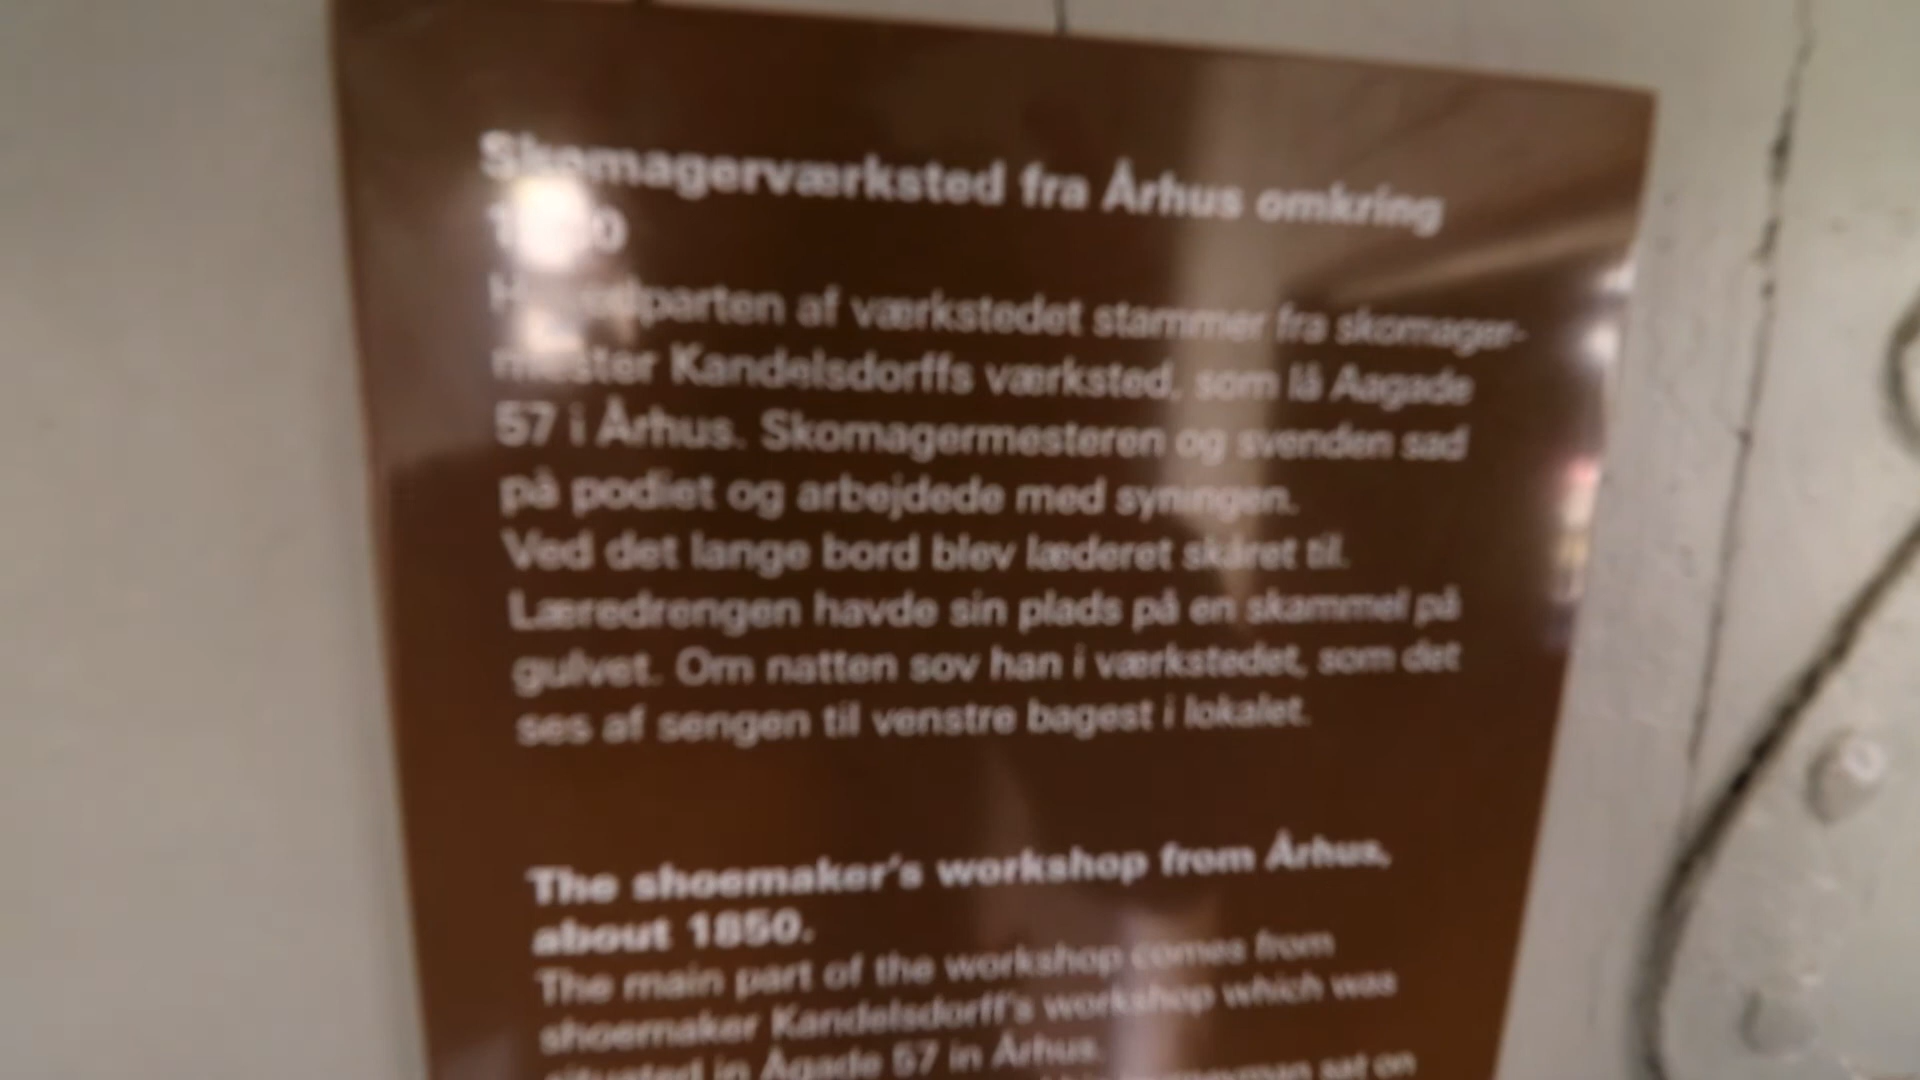 Skomagerværksted fra Århus omkring
parten af værkstedet stammer fra skomager-
mester Kandelsdorffs værksted, som lå Aagade
57 i Århus. Skomagermesteren og svenden sad
på podiet og arbejdede med syningen.
Ved det lange bord blev læderet skåret til.
Læredrengen havde sin plads på en skammel på
gulvet. Om natten sov han i værkstedet, som det
ses af sengen til venstre bagest i lokalet.
The shoemaker's workshop from Århus,
about 1850.
The main part of the workshop comes from
shoemaker Kandelsdorff's workshop which was
situated in Ågade 57 in Århus.
sat on